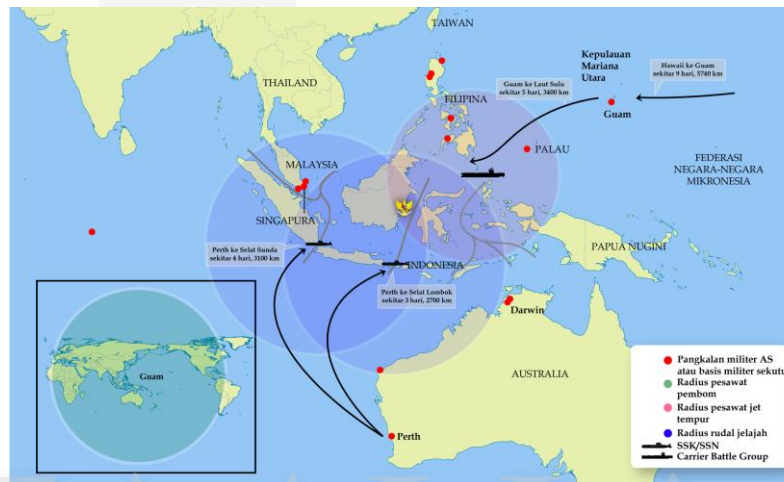 TAIWAN
THAILAND
Kepulauan
Mariana
Utara
Hawaii ke Guam
sekitar 9 hari, 5740 km
Guam ke Laut Sulu
sekitar 5 hari, 3400 km
FILIPINA
Guam
PALAU
MALAYSIA
FEDERASI
NEGARA-NEGARA
MIKRONESIA
SINGAPURA
Perth ke Selat Sunda
sekitar 4 hari, 3100 km
INDONESIA
PAPUA NUGINI
Perth ke Selat Lombok
sekitar 3 hari, 2700 km
Darwin
Guam
AUSTRALIA
Perth
Pangkalan militer AS
atau basis militer sekutu
Radius pesawat
pembom
Radius pesawat jet
tempur
Radius rudal jelajah
SSK/SSN
Carrier Battle Group